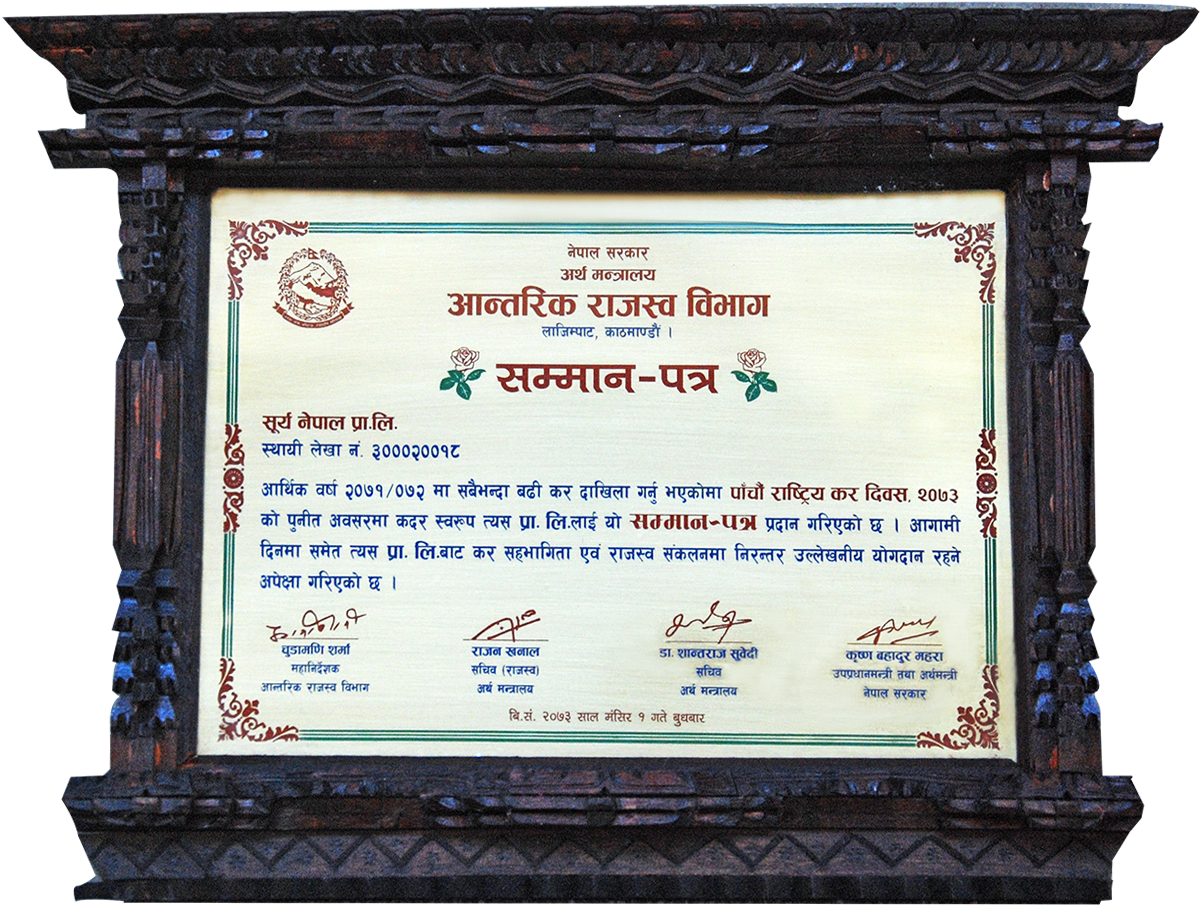 नेपाल सरकार
अर्थ मन्त्रालय
आन्तरिक राजस्व विभाग
लाजिम्पाट, काठमाण्डौं ।
सम्मान-पत्र
सूर्य नेपाल प्रा.लि.
स्थायी लेखा नं. ३०००२००१८
आर्थिक वर्ष २०७१/०७२ मा सबैभन्दा बढी कर दाखिला गर्नु भएकोमा पाँचौं राष्ट्रिय कर दिवस, २०७३
को पुनीत अवसरमा कदर स्वरूप त्यस प्रा. लि.लाई यो सम्मान-पत्र प्रदान गरिएको छ । आगामी
दिनमा समेत त्यस प्रा. लि.बाट कर सहभागिता एवं राजस्व संकलनमा निरन्तर उल्लेखनीय योगदान रहने
अपेक्षा गरिएको छ ।
चुडामणि शर्मा
महानिर्देशक
आन्तरिक राजस्व विभाग
राजन खनाल
सचिव (राजस्व)
अर्थ मन्त्रालय
डा. शान्तराज सुवेदी
सचिव
अर्थ मन्त्रालय
कृष्ण बहादुर महरा
उपप्रधानमन्त्री तथा अर्थमन्त्री
नेपाल सरकार
बि.सं. २०७३ साल मंसिर १ गते बुधबार